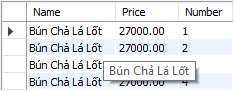 Name Price Number
Bún Chả Lá Lốt 27000.00 1
Bún Chả Lá Lốt 27000.00 2
Bún Chả Lá Lốt
Bún Chả Lá Lốt
Bún Chả Lá Lốt 27000.00 4